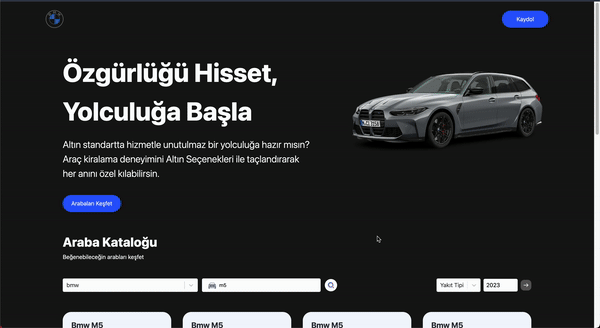 Kaydol
Özgürlüğü Hisset,
Yolculuğa Başla
Altın standartta hizmetle unutulmaz bir yolculuğa hazır mısın?
Araç kiralama deneyimini Altın Seçenekleri ile taçlandırarak
her anını özel kılabilirsin.
Arabaları Keşfet
Araba Kataloğu
Beğenebileceğin arabları keşfet
bmw
m5
Yakıt Tipi
2023
Bmw M5
Bmw M5
Bmw M5
Bmw M5